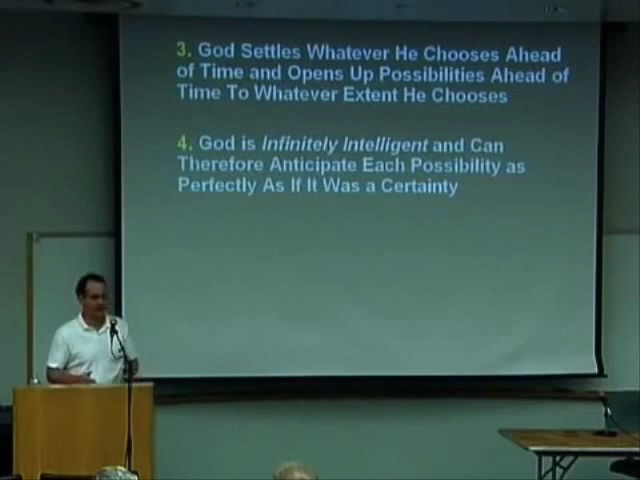 3. God Settles Whatever He Chooses Ahead
of Time and Opens Up Possibilities Ahead of
Time To Whatever Extent He Chooses
4. God is Infinitely Intelligent and Can
Therefore Anticipate Each Possibility as
Perfectly As If It Was a Certainty